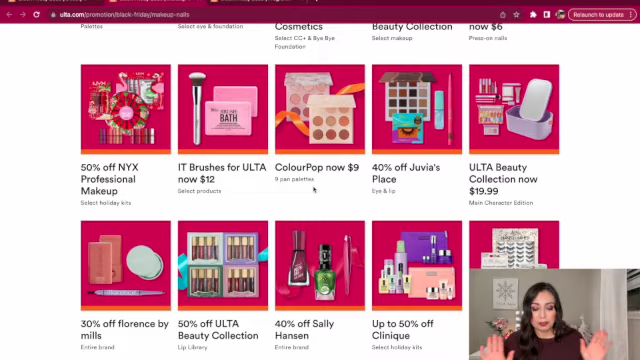 ulta.com/promotion/black-friday/makeup-nails
Relaunch to update
Palettes
Select eye & foundation
Cosmetics
Select CC+ & Bye Bye
Foundation
Beauty Collection
Select makeup
now $6
Press-on nails
BATH
50% off NYX
Professional
Makeup
Select holiday kits
IT Brushes for ULTA
now $12
Select products
ColourPop now $9
9 pan palettes
40% off Juvia's
Place
Eye & lip
ULTA Beauty
Collection now
$19.99
Main Character Edition
30% florence by
mills
Entire brand
50% off ULTA
Beauty Collection
Lip Library
40% off Sally
Hansen
Entire brand
Up to 50% off
Clinique
Select holiday kits